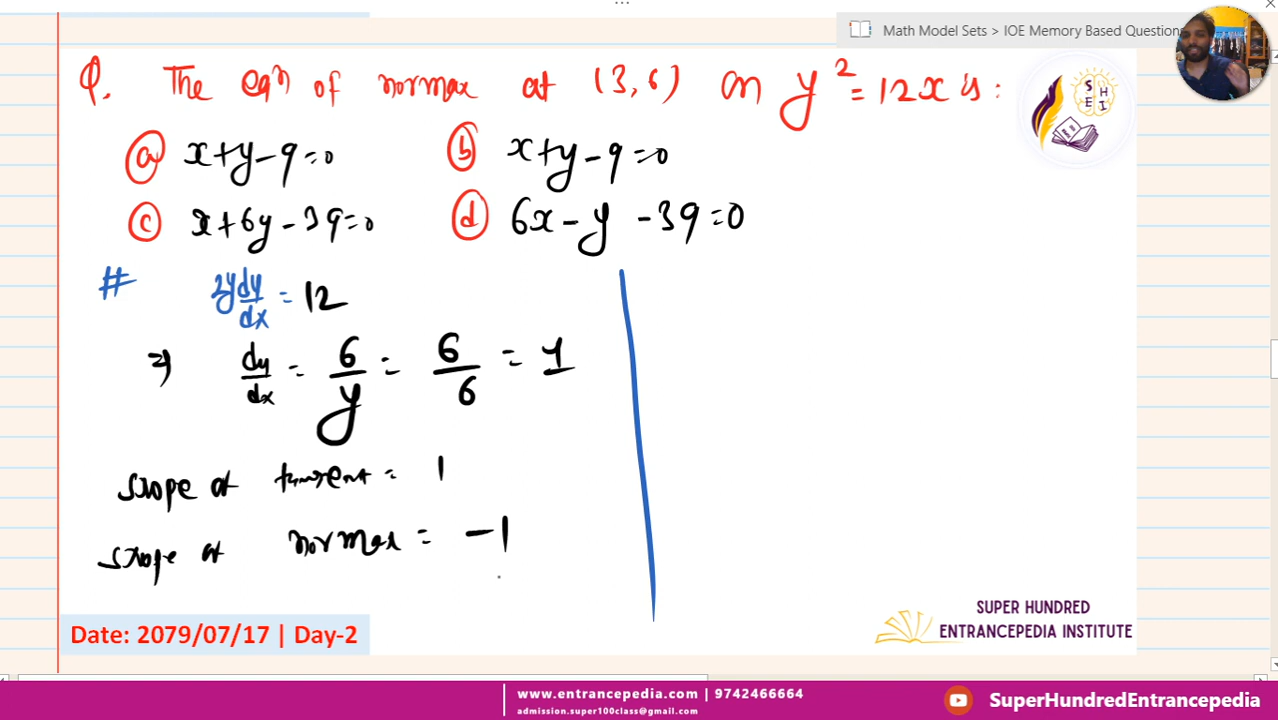 Math Model Sets > IOE Memory Based Question
Q. The eqn of normal at (3,6) on y² = 12x is:
(a) x+y-9=0 (b) x+y-9=0
(c) x+6y-39=0 (d) 6x-y-39=0
# 2y dy/dx = 12
⇒ dy/dx = 6/y = 6/6 = 1
slope at tangent = 1
slope at normal = -1
Date: 2079/07/17 | Day-2
SHEI
SUPER HUNDRED
ENTRANCEPEDIA INSTITUTE
www.entrancepedia.com | 9742466664
admission.super100class@gmail.com
SuperHundredEntrancepedia